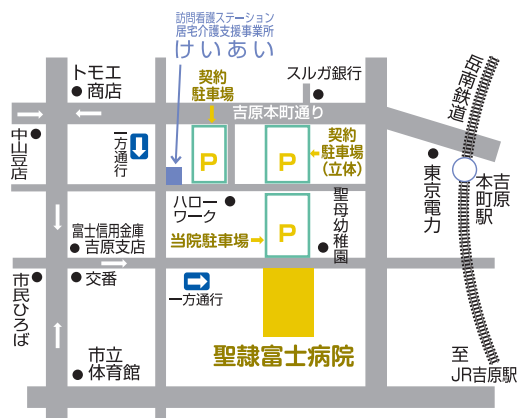 訪問看護ステーション
居宅介護支援事業所
けいあい
トモエ
商店
契約
駐車場
スルガ銀行
岳南鉄道
吉原本町通り
中山豆店
一方通行
P
P
契約
駐車場
(立体)
東京電力
吉原
本町駅
ハロー
ワーク
聖母幼稚園
富士信用金庫
吉原支店
当院駐車場
P
市民ひろば
交番
一方通行
市立
体育館
聖隷富士病院
至
JR吉原駅